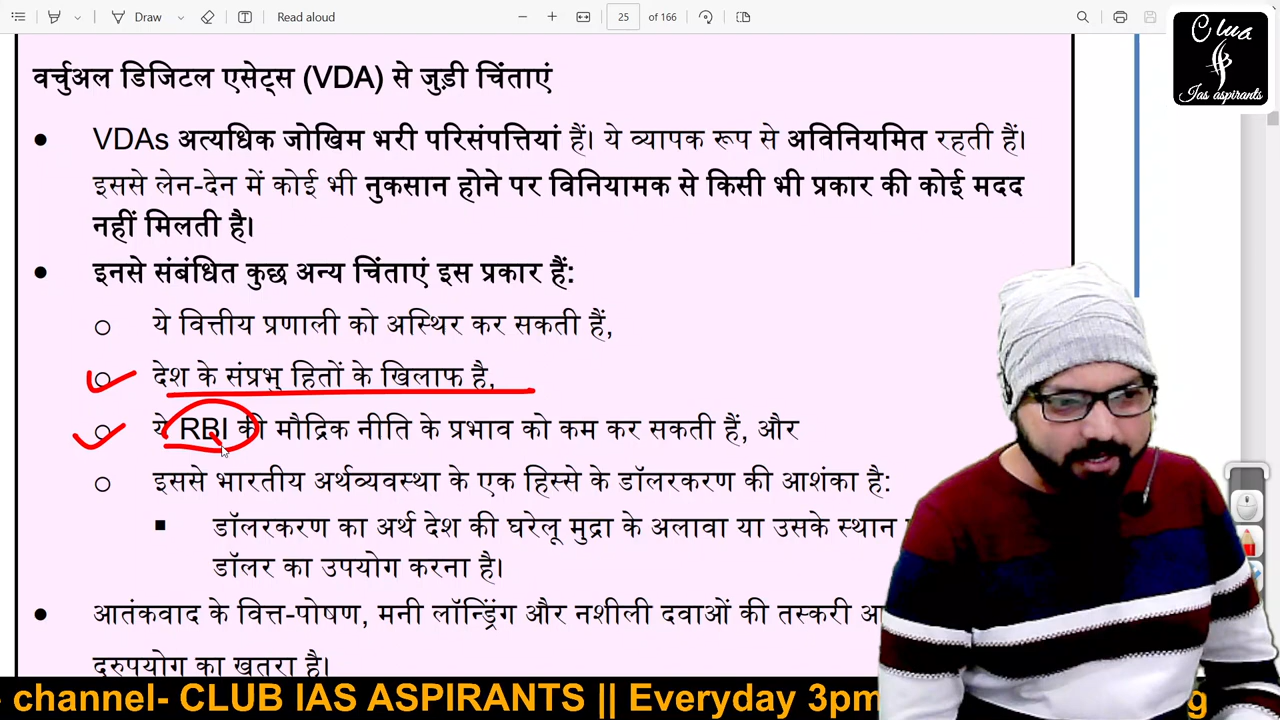 Draw
Read aloud
25
of 166
Clua
Ias aspirants
वर्चुअल डिजिटल एसेट्स (VDA) से जुड़ी चिंताएं
● VDAs अत्यधिक जोखिम भरी परिसंपत्तियां हैं। ये व्यापक रूप से अविनियमित रहती हैं।
इससे लेन-देन में कोई भी नुकसान होने पर विनियामक से किसी भी प्रकार की कोई मदद
नहीं मिलती है।
● इनसे संबंधित कुछ अन्य चिंताएं इस प्रकार हैं:
○ ये वित्तीय प्रणाली को अस्थिर कर सकती हैं,
○ देश के संप्रभु हितों के खिलाफ है,
○ ये RBI की मौद्रिक नीति के प्रभाव को कम कर सकती हैं, और
○ इससे भारतीय अर्थव्यवस्था के एक हिस्से के डॉलरकरण की आशंका है:
■ डॉलरकरण का अर्थ देश की घरेलू मुद्रा के अलावा या उसके स्थान
डॉलर का उपयोग करना है।
● आतंकवाद के वित्त-पोषण, मनी लॉन्ड्रिंग और नशीली दवाओं की तस्करी
दुरुपयोग का खतरा है।
channel- CLUB IAS ASPIRANTS || Everyday 3pm